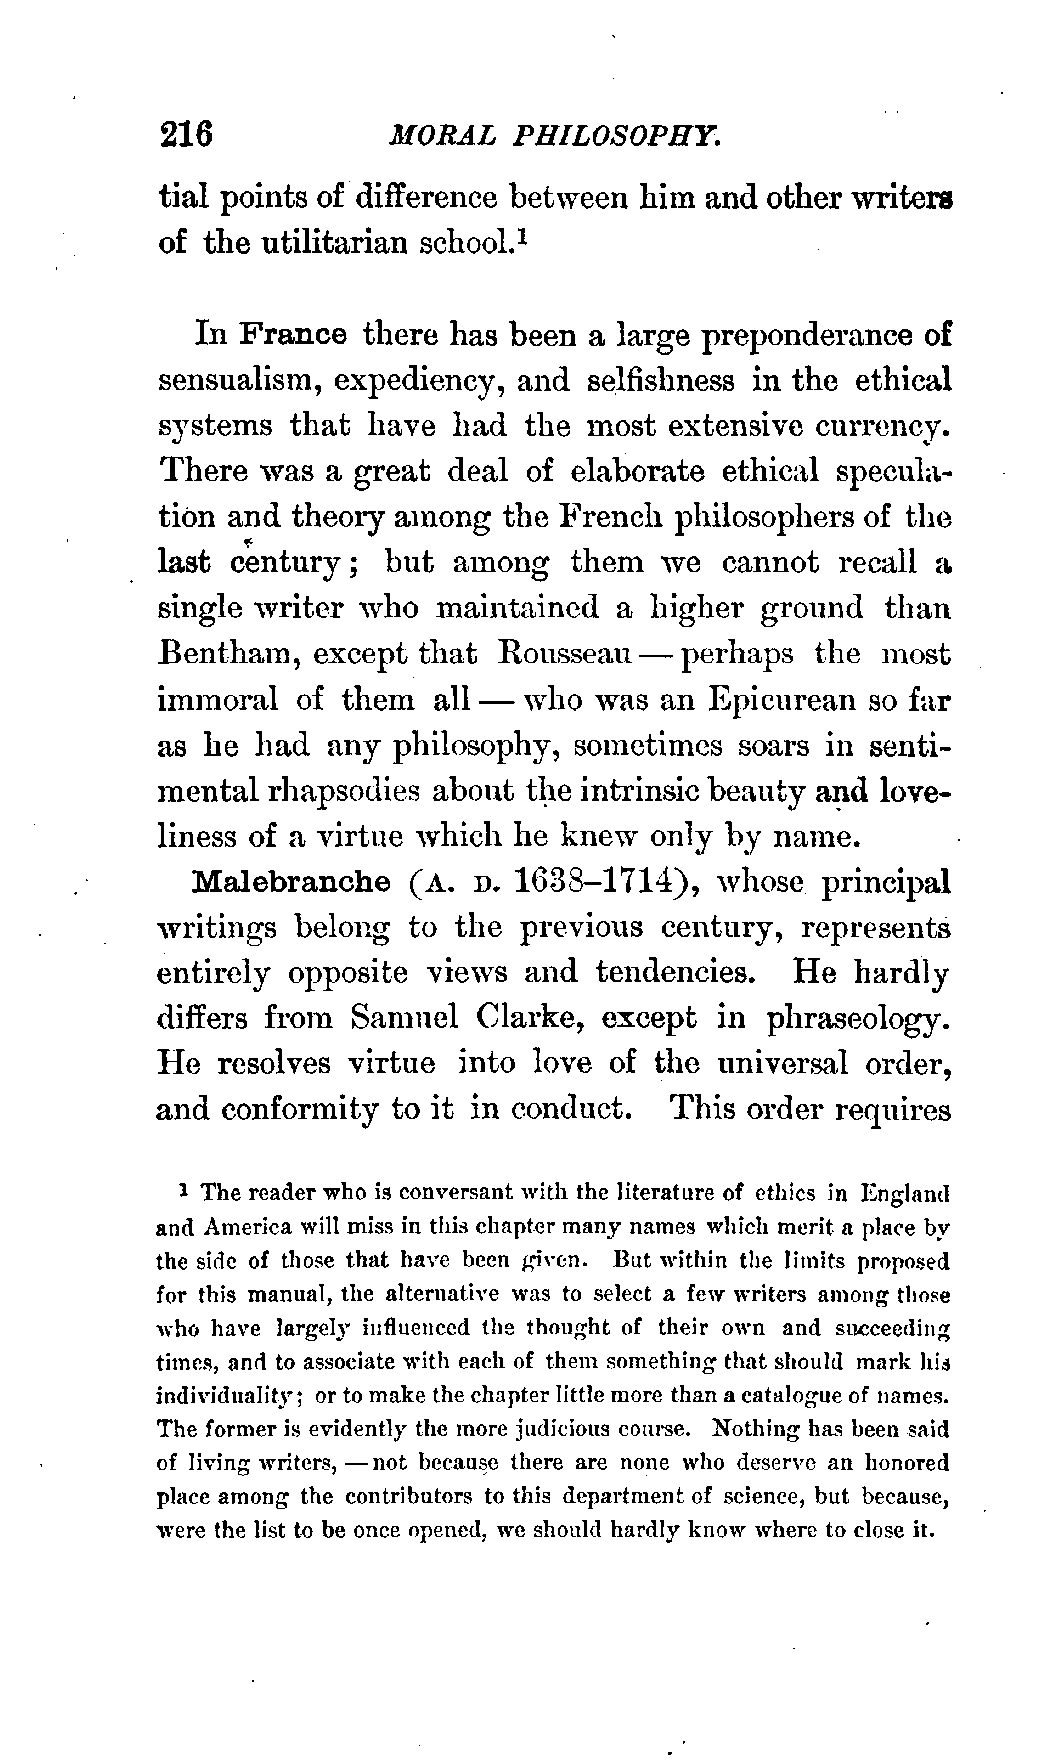 216 MORAL PHILOSOPHY.
tial points of difference between him and other writers
of the utilitarian school.¹
In France there has been a large preponderance of
sensualism, expediency, and selfishness in the ethical
systems that have had the most extensive currency.
There was a great deal of elaborate ethical specula-
tion and theory among the French philosophers of the
last century; but among them we cannot recall a
single writer who maintained a higher ground than
Bentham, except that Rousseau — perhaps the most
immoral of them all — who was an Epicurean so far
as he had any philosophy, sometimes soars in senti-
mental rhapsodies about the intrinsic beauty and love-
liness of a virtue which he knew only by name.
Malebranche (A. D. 1638–1714), whose principal
writings belong to the previous century, represents
entirely opposite views and tendencies. He hardly
differs from Samuel Clarke, except in phraseology.
He resolves virtue into love of the universal order,
and conformity to it in conduct. This order requires
¹ The reader who is conversant with the literature of ethics in England
and America will miss in this chapter many names which merit a place by
the side of those that have been given. But within the limits proposed
for this manual, the alternative was to select a few writers among those
who have largely influenced the thought of their own and succeeding
times, and to associate with each of them something that should mark his
individuality; or to make the chapter little more than a catalogue of names.
The former is evidently the more judicious course. Nothing has been said
of living writers, — not because there are none who deserve an honored
place among the contributors to this department of science, but because,
were the list to be once opened, we should hardly know where to close it.